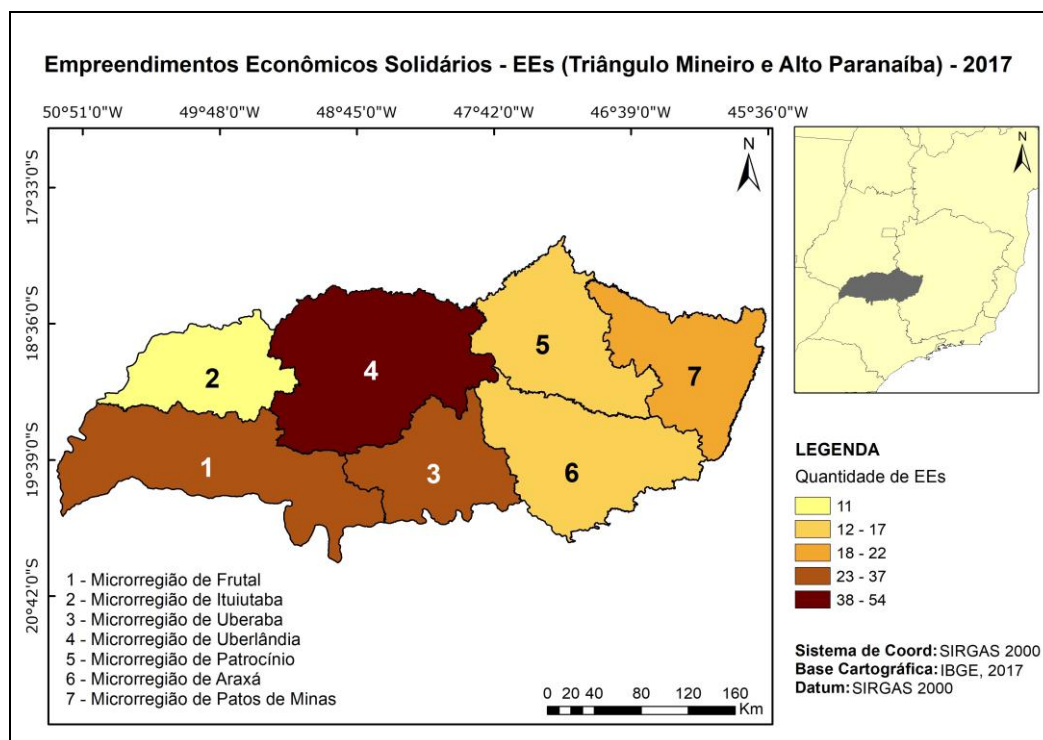 Empreendimentos Econômicos Solidários - EEs (Triângulo Mineiro e Alto Paranaíba) - 2017
50°51'0"W 49°48'0"W 48°45'0"W 47°42'0"W 46°39'0"W 45°36'0"W
17°33'0"S
18°36'0"S
19°39'0"S
20°42'0"S
N
N
2
4
5
7
1
3
6
1 - Microrregião de Frutal
2 - Microrregião de Ituiutaba
3 - Microrregião de Uberaba
4 - Microrregião de Uberlândia
5 - Microrregião de Patrocínio
6 - Microrregião de Araxá
7 - Microrregião de Patos de Minas
0 20 40 80 120 160
Km
LEGENDA
Quantidade de EEs
11
12 - 17
18 - 22
23 - 37
38 - 54
Sistema de Coord: SIRGAS 2000
Base Cartográfica: IBGE, 2017
Datum: SIRGAS 2000